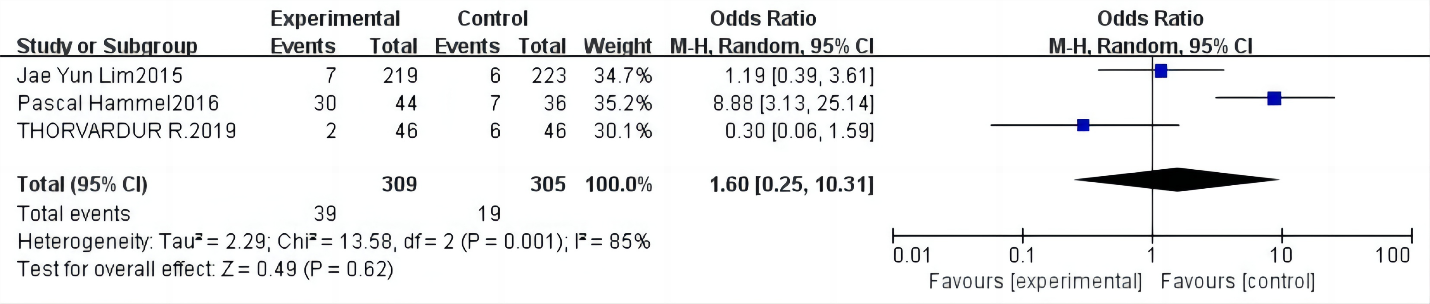 Experimental Control Odds Ratio Odds Ratio
Study or Subgroup Events Total Events Total Weight M-H, Random, 95% CI M-H, Random, 95% CI
Jae Yun Lim2015 7 219 6 223 34.7% 1.19 [0.39, 3.61]
Pascal Hammel2016 30 44 7 36 35.2% 8.88 [3.13, 25.14]
THORVARDUR R.2019 2 46 6 46 30.1% 0.30 [0.06, 1.59]
Total (95% CI) 309 305 100.0% 1.60 [0.25, 10.31]
Total events 39 19
Heterogeneity: Tau² = 2.29; Chi² = 13.58, df = 2 (P = 0.001); I² = 85%
Test for overall effect: Z = 0.49 (P = 0.62)
0.01 0.1 1 10 100
Favours [experimental] Favours [control]